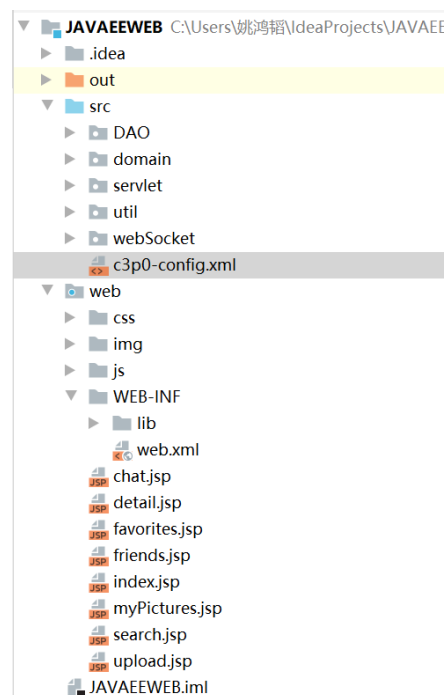 JAVAEEWEB C:\Users\姚鸿韬\IdeaProjects\JAVAEE
.idea
out
src
DAO
domain
servlet
util
webSocket
c3p0-config.xml
web
css
img
js
WEB-INF
lib
web.xml
chat.jsp
detail.jsp
favorites.jsp
friends.jsp
index.jsp
myPictures.jsp
search.jsp
upload.jsp
JAVAEEWEB.iml